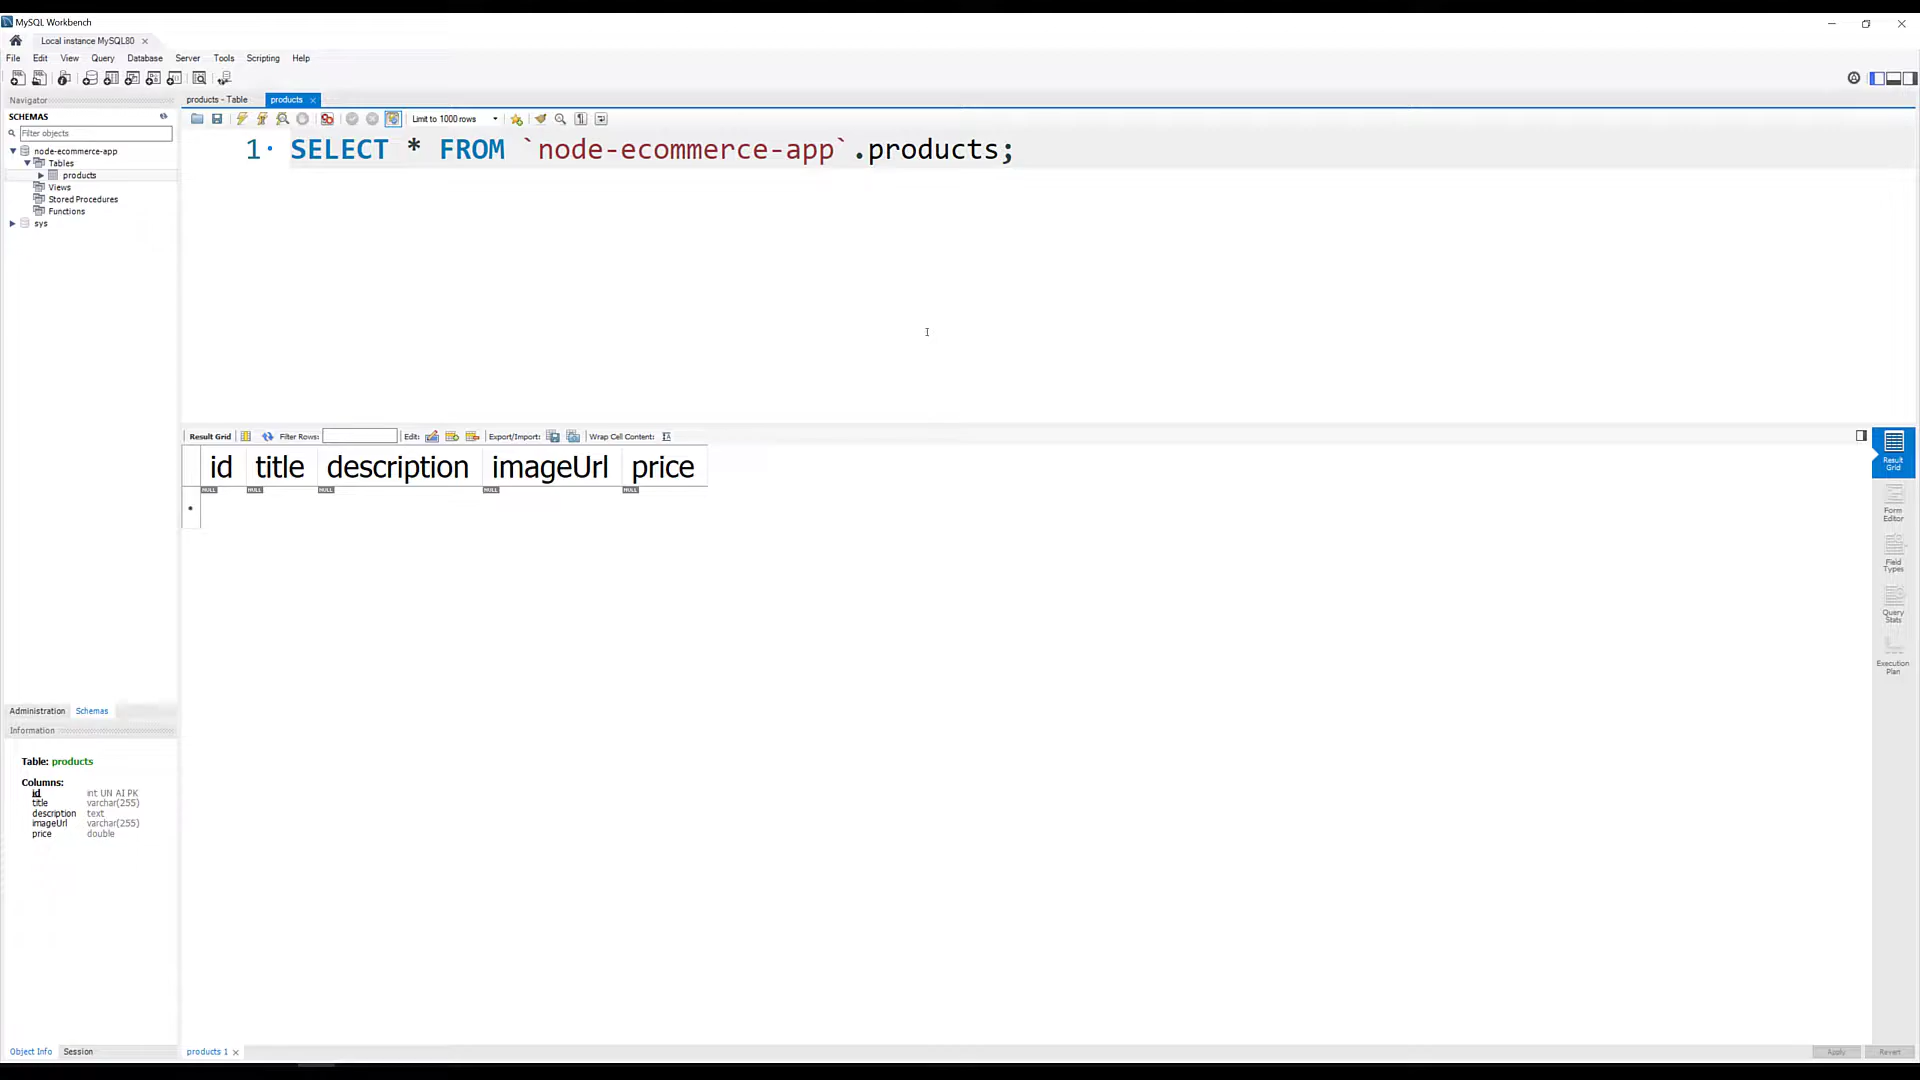 MySQL Workbench
Local instance MySQL80
File Edit View Query Database Server Tools Scripting Help
Navigator
SCHEMAS
Filter objects
node-ecommerce-app
Tables
products
Views
Stored Procedures
Functions
sys
Administration Schemas
Information
Table: products
Columns:
id int UN AI PK
title varchar(255)
description text
imageUrl varchar(255)
price double
Object Info Session
products - Table products
Limit to 1000 rows
1 SELECT * FROM `node-ecommerce-app`.products;
Result Grid Filter Rows: Edit: Export/Import: Wrap Cell Content:
id title description imageUrl price
NULL NULL NULL NULL NULL
Result Grid
Form Editor
Field Types
Query Stats
Execution Plan
products 1
Apply Revert